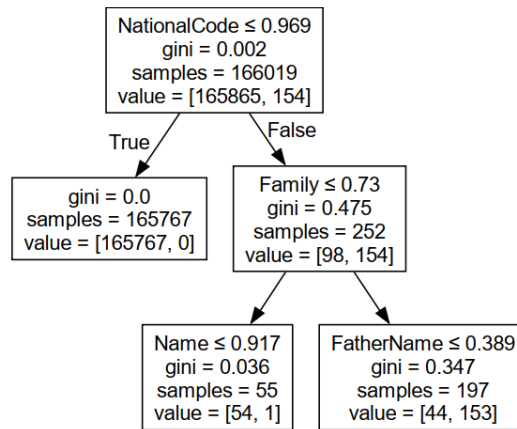 NationalCode ≤ 0.969
gini = 0.002
samples = 166019
value = [165865, 154]
True
False
gini = 0.0
samples = 165767
value = [165767, 0]
Family ≤ 0.73
gini = 0.475
samples = 252
value = [98, 154]
Name ≤ 0.917
gini = 0.036
samples = 55
value = [54, 1]
FatherName ≤ 0.389
gini = 0.347
samples = 197
value = [44, 153]